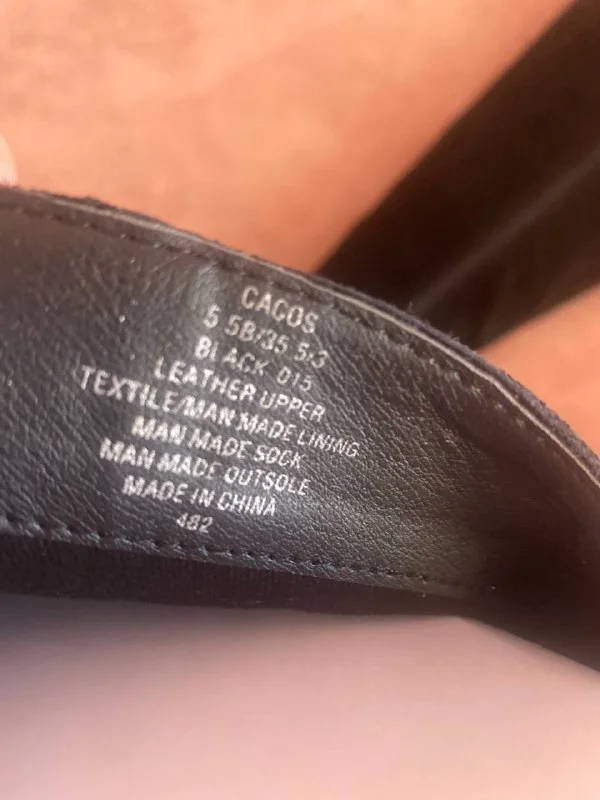 CACOS
5 5B/35 5/3
BLACK 015
LEATHER UPPER
TEXTILE/MAN MADE LINING
MAN MADE SOCK
MAN MADE OUTSOLE
MADE IN CHINA
482